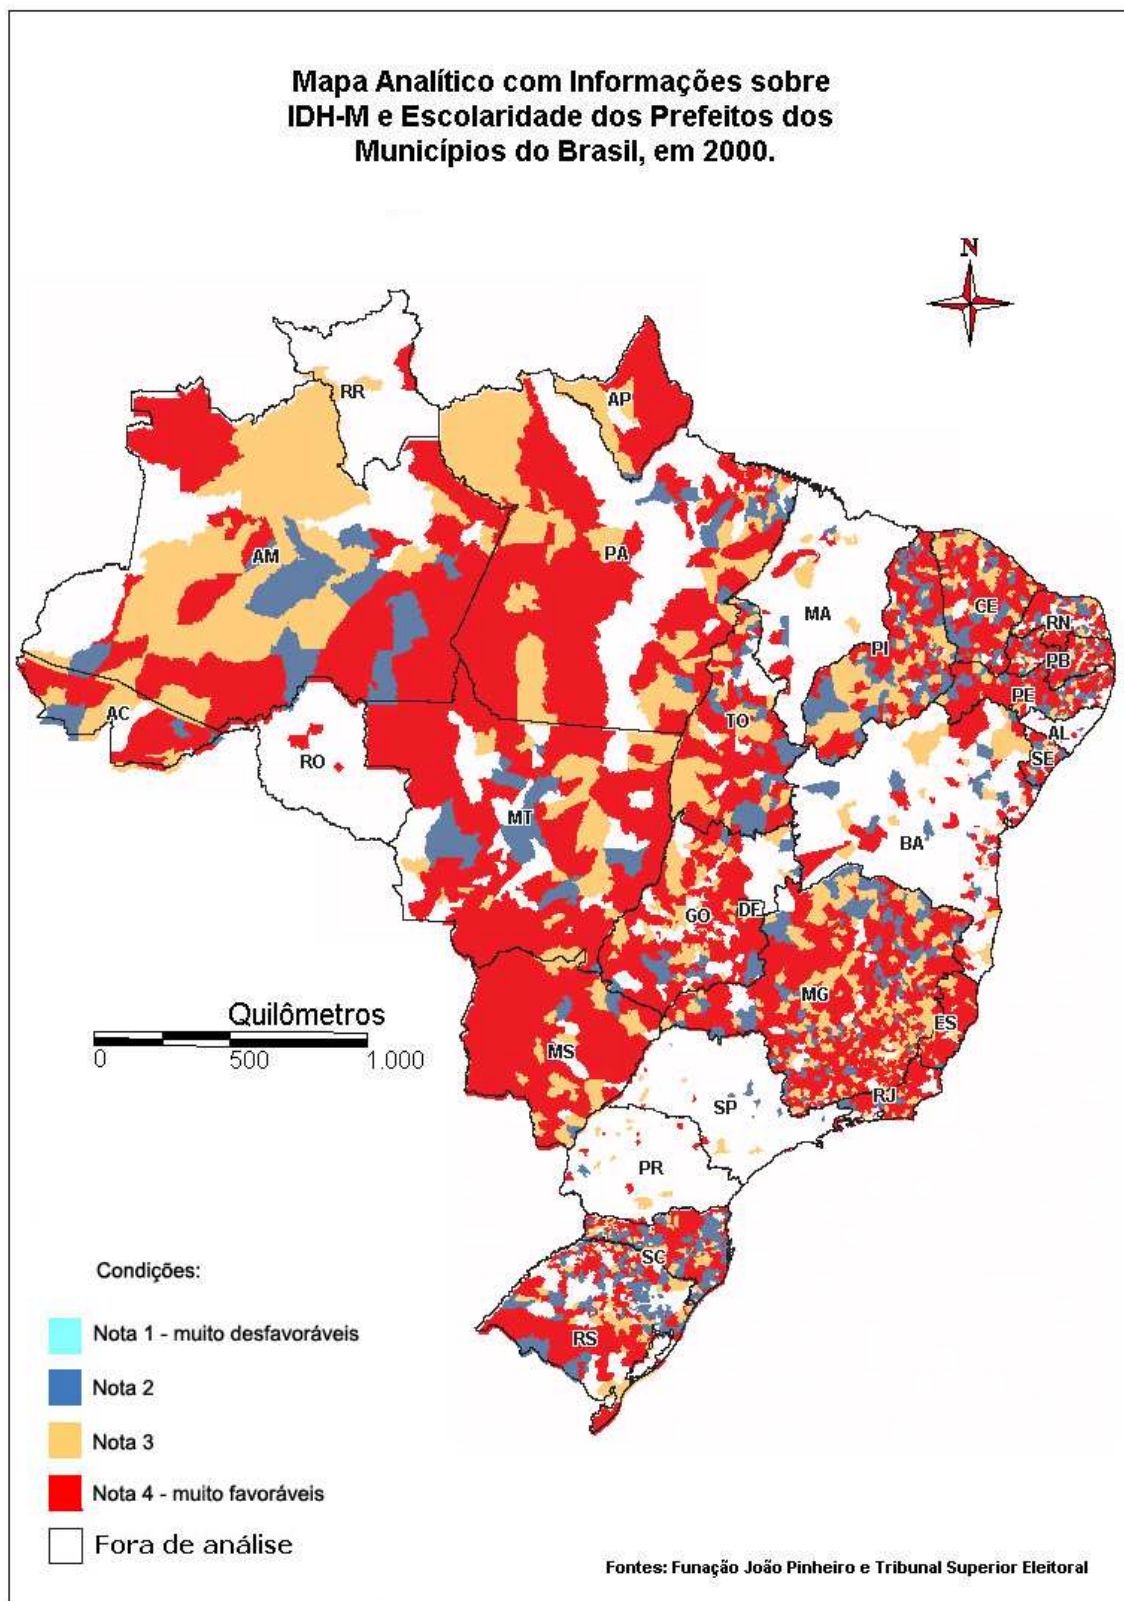 Mapa Analítico com Informações sobre
IDH-M e Escolaridade dos Prefeitos dos
Municípios do Brasil, em 2000.
N
RR
AP
AM
PA
MA
CE
RN
PI
PB
PE
AC
TO
AL
SE
RO
MT
BA
GO
DF
MG
Quilômetros
0 500 1.000
ES
MS
RJ
SP
PR
SC
RS
Condições:
Nota 1 - muito desfavoráveis
Nota 2
Nota 3
Nota 4 - muito favoráveis
Fora de análise
Fontes: Funação João Pinheiro e Tribunal Superior Eleitoral